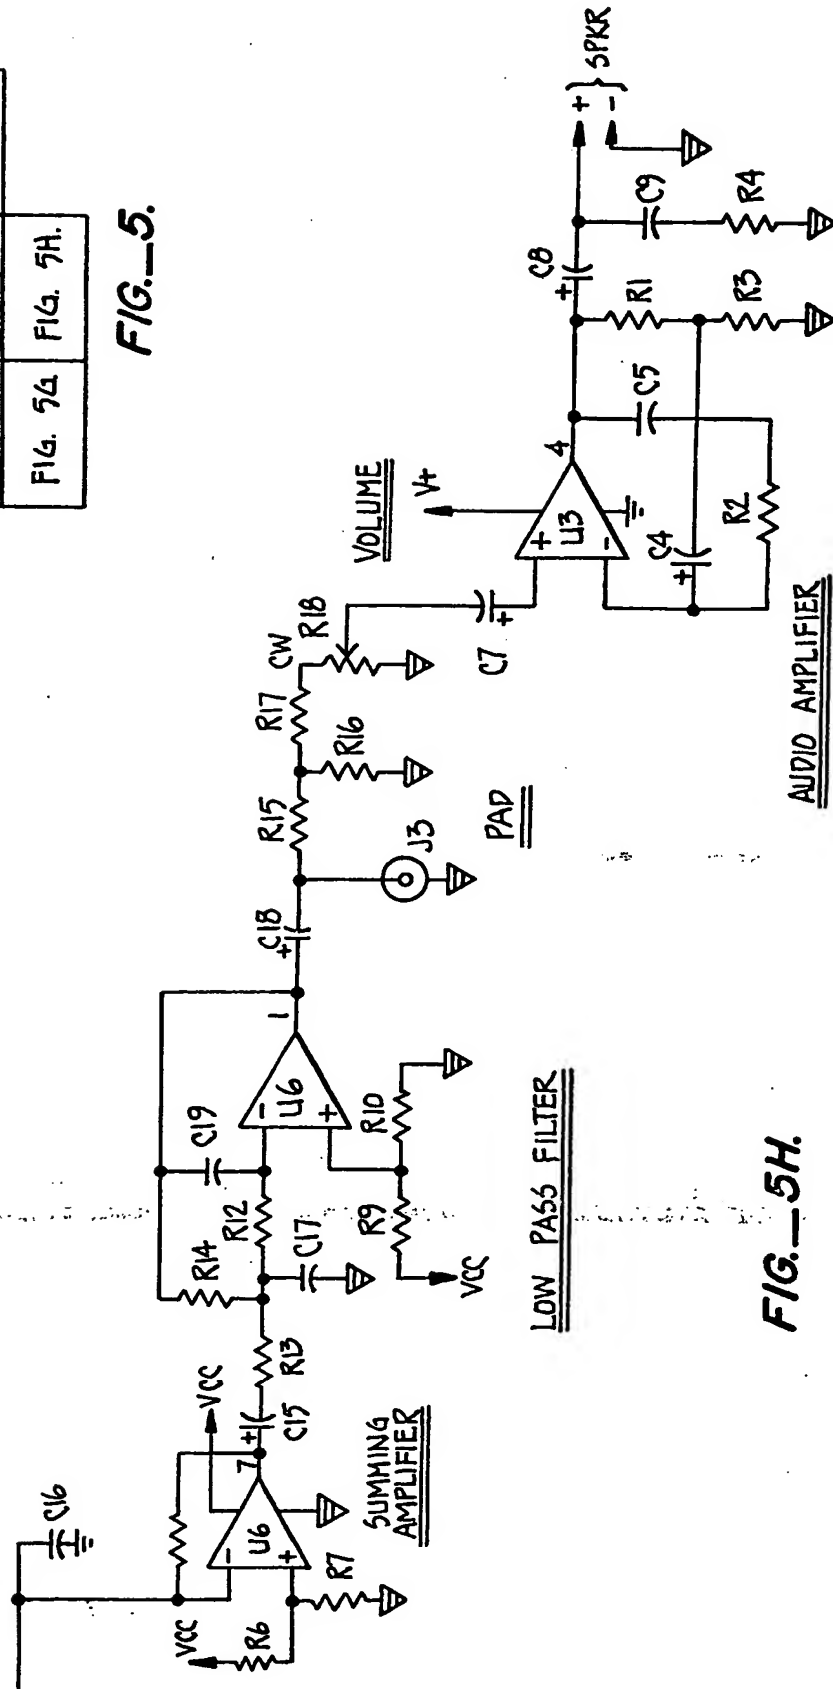 FIG. 5G
FIG. 5H.
FIG._5.
C16
VCC
R6
R7
U6
-
+
7
VCC
+
C15
SUMMING
AMPLIFIER
R13
R14
R12
C17
C19
U6
-
+
1
R9
R10
VCC
LOW PASS FILTER
+
C18
J3
R15
R16
R17
PAD
CW
R18
VOLUME
C7
+
V+
U3
+
-
4
C5
C4
+
R2
R1
R3
C8
+
C9
R4
+
-
SPKR
AUDIO AMPLIFIER
FIG._5H.